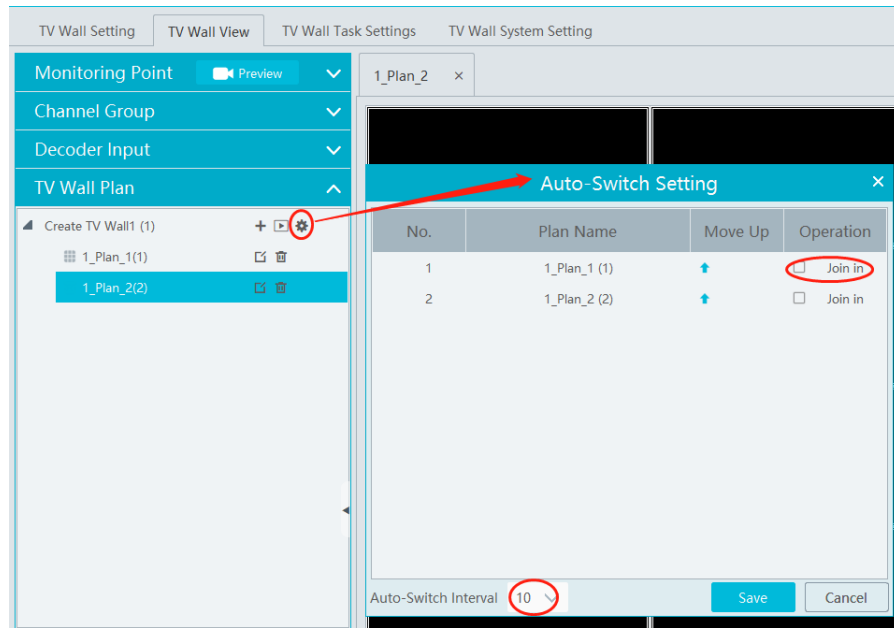 TV Wall Setting TV Wall View TV Wall Task Settings TV Wall System Setting
Monitoring Point Preview
Channel Group
Decoder Input
TV Wall Plan
Create TV Wall1 (1)
1_Plan_1(1)
1_Plan_2(2)
1_Plan_2 ×
Auto-Switch Setting ×
No. Plan Name Move Up Operation
1 1_Plan_1 (1) Join in
2 1_Plan_2 (2) Join in
Auto-Switch Interval 10 Save Cancel